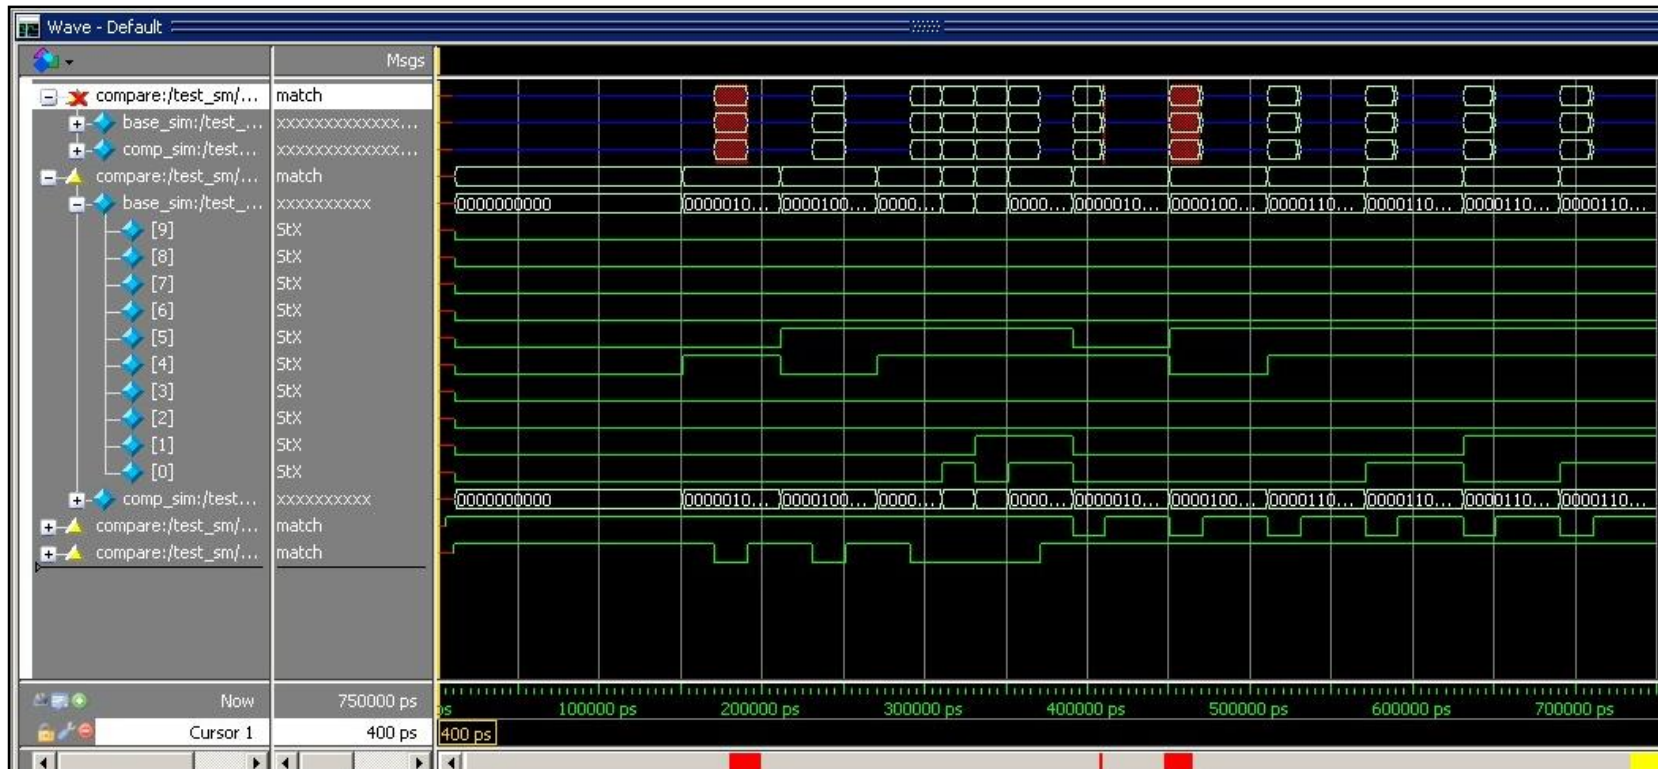 Wave - Default
Msgs
compare:/test_sm/... match
base_sim:/test_... xxxxxxxxxxxxx...
comp_sim:/test... xxxxxxxxxxxxx...
compare:/test_sm/... match
base_sim:/test_... xxxxxxxxxx 0000000000 0000010... 0000100... 0000... 0000... 0000010... 0000100... 0000110... 0000110... 0000110... 0000110...
[9] StX
[8] StX
[7] StX
[6] StX
[5] StX
[4] StX
[3] StX
[2] StX
[1] StX
[0] StX
comp_sim:/test... xxxxxxxxxx 0000000000 0000010... 0000100... 0000... 0000... 0000010... 0000100... 0000110... 0000110... 0000110... 0000110...
compare:/test_sm/... match
compare:/test_sm/... match
Now 750000 ps ps 100000 ps 200000 ps 300000 ps 400000 ps 500000 ps 600000 ps 700000 ps
Cursor 1 400 ps 400 ps